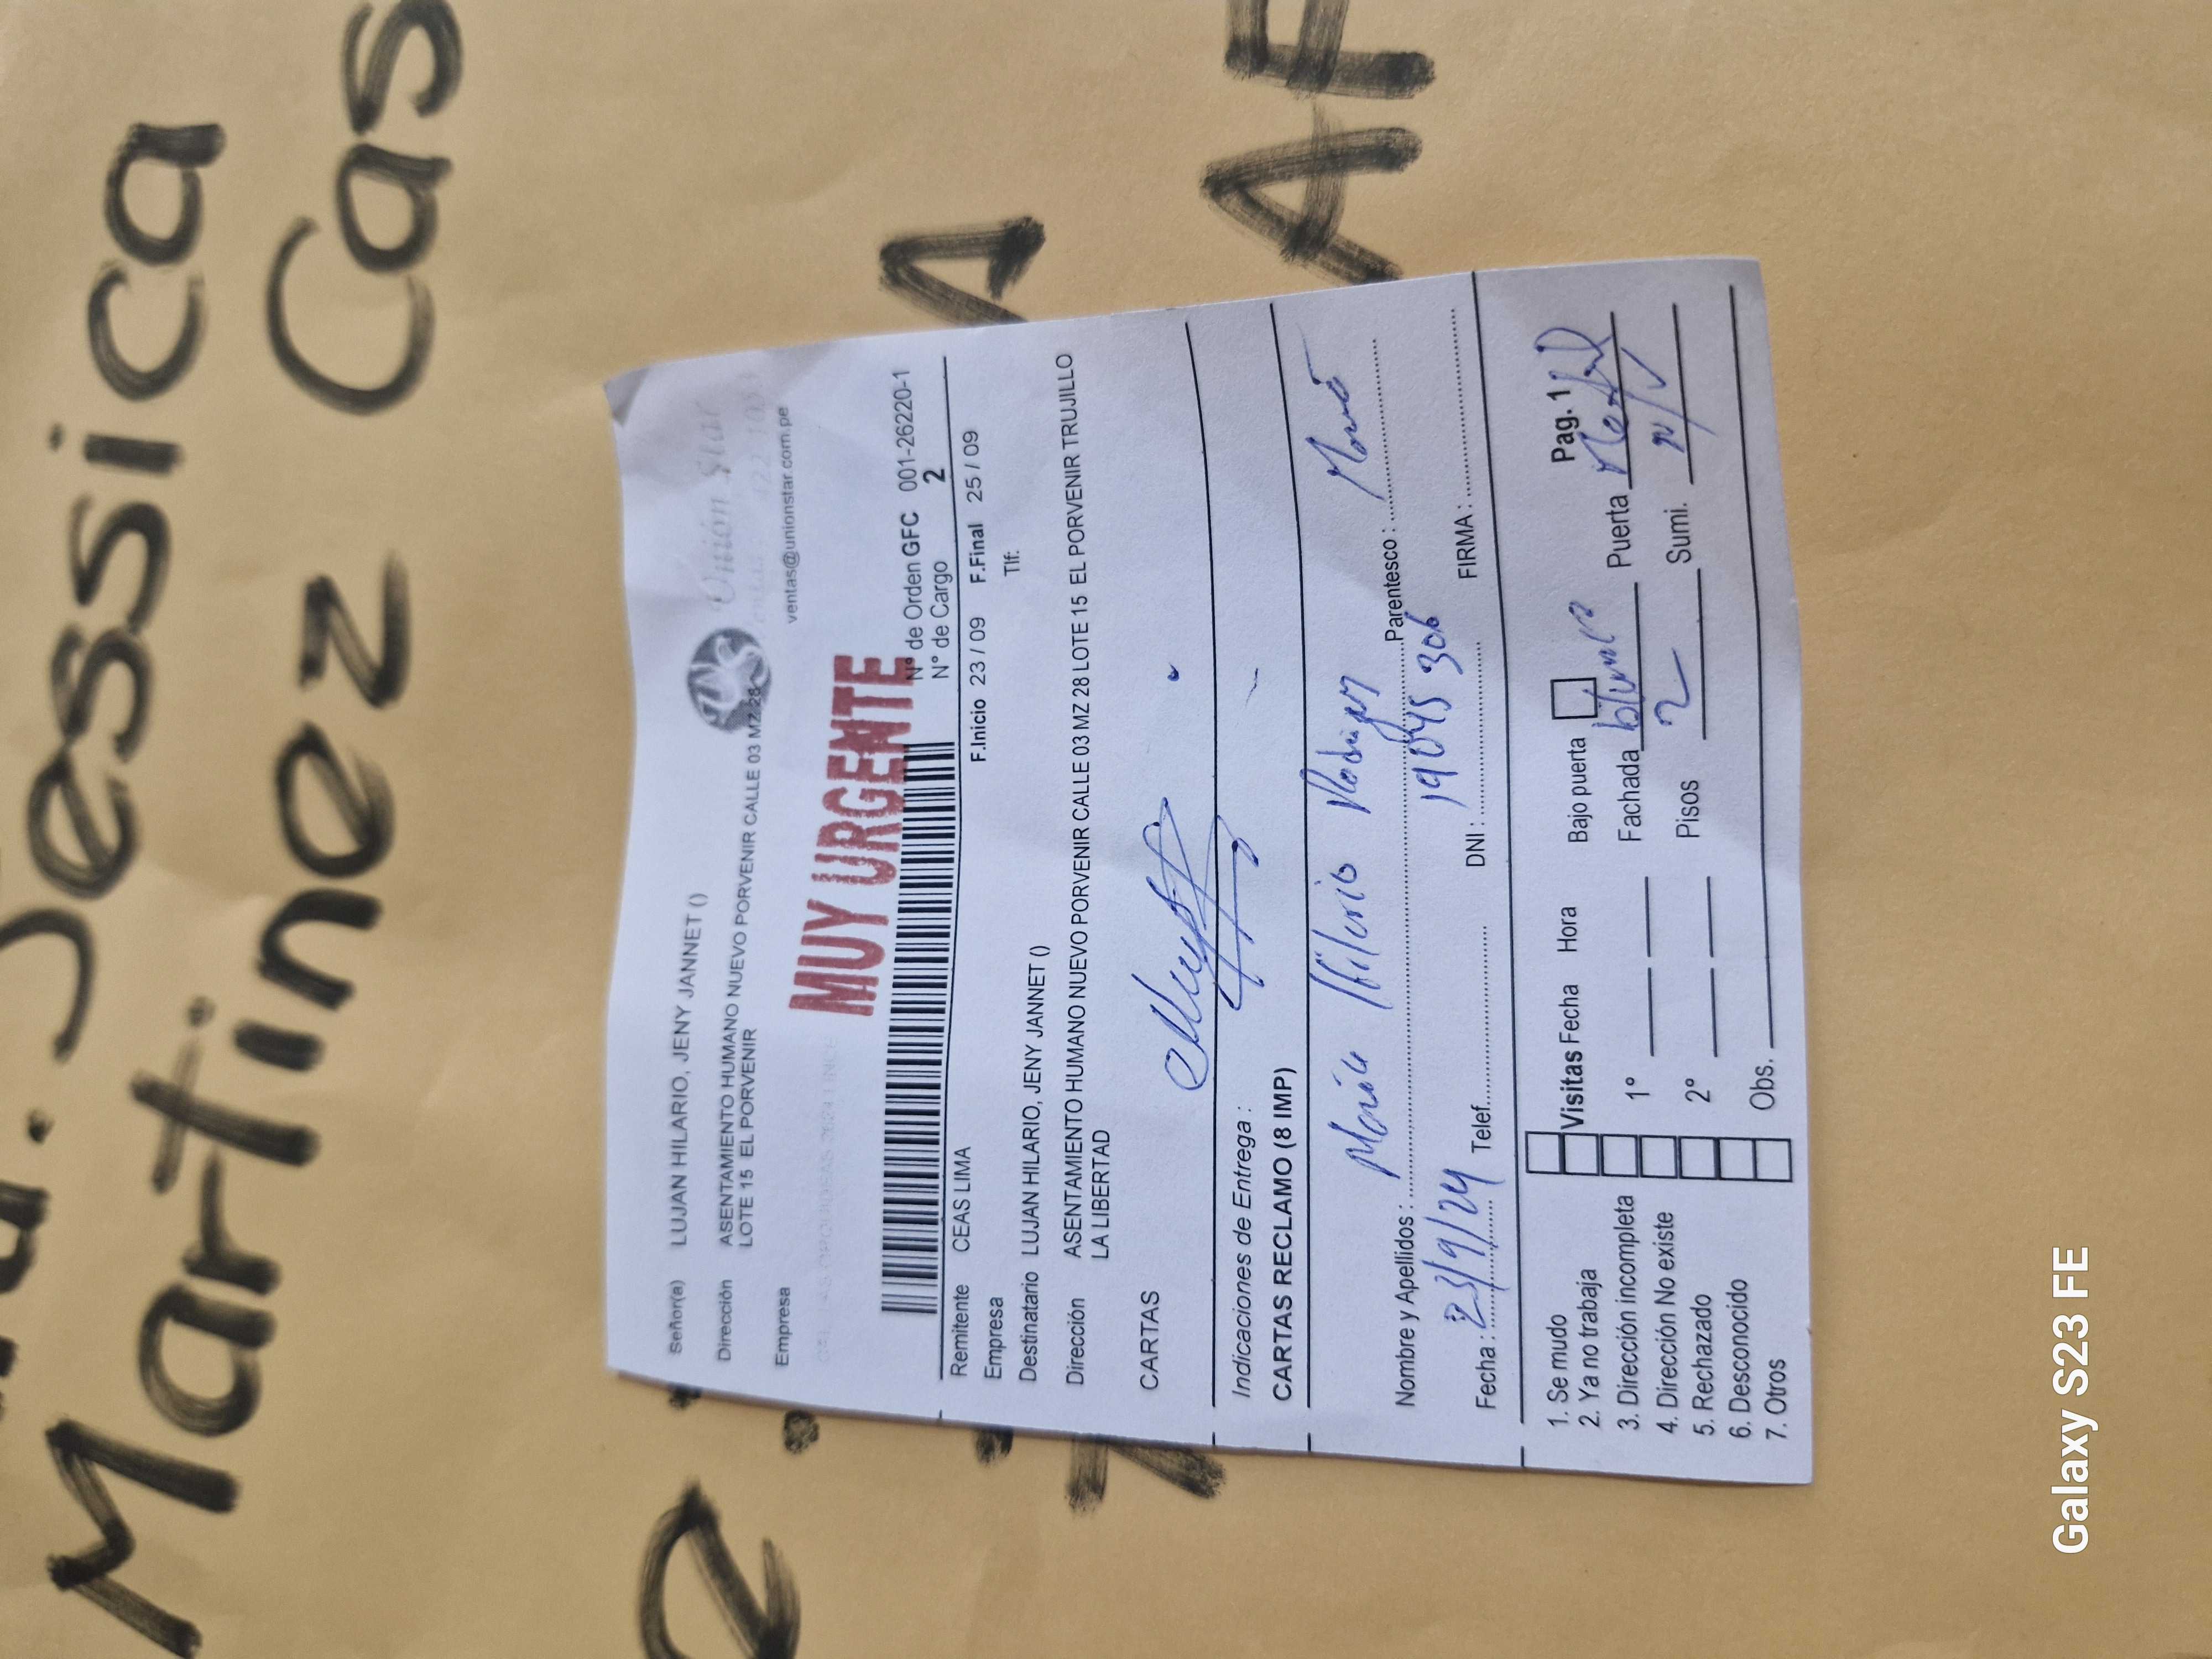 Jessica
Martinez Cas
Unión Star
ventas@unionstar.com.pe
Señor(a) LUJAN HILARIO, JENY JANNET ()
Dirección ASENTAMIENTO HUMANO NUEVO PORVENIR CALLE 03 MZ 28
LOTE 15 EL PORVENIR
Empresa
MUY URGENTE
N° de Orden GFC 001-26220-1
N° de Cargo 2
Remitente CEAS LIMA
F.Inicio 23 / 09 F.Final 25 / 09
Empresa
Tlf:
Destinatario LUJAN HILARIO, JENY JANNET ()
Dirección ASENTAMIENTO HUMANO NUEVO PORVENIR CALLE 03 MZ 28 LOTE 15 EL PORVENIR TRUJILLO
LA LIBERTAD
CARTAS
Indicaciones de Entrega :
CARTAS RECLAMO (8 IMP)
Nombre y Apellidos : Hilario Rodriguez Parentesco :
Fecha : 23/9/24 Telef. DNI : 19045306 FIRMA :
1. Se mudo
2. Ya no trabaja
3. Dirección incompleta
4. Dirección No existe
5. Rechazado
6. Desconocido
7. Otros
Visitas Fecha Hora
1°
2°
Obs.
Bajo puerta
Pag. 1
Fachada Puerta
Pisos 2 Sumi.
Galaxy S23 FE